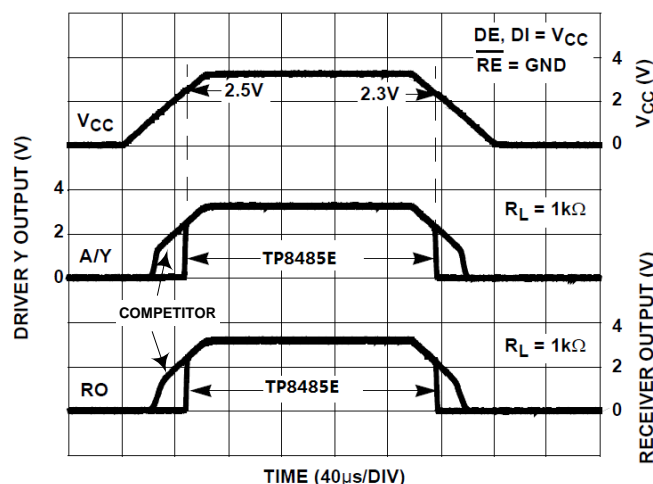 DE, DI = VCC
RE = GND
4
2
0
VCC (V)
2.5V
2.3V
VCC
DRIVER Y OUTPUT (V)
4
2
0
A/Y
RL = 1kΩ
TP8485E
COMPETITOR
RL = 1kΩ
4
2
0
RO
TP8485E
RECEIVER OUTPUT (V)
TIME (40µs/DIV)